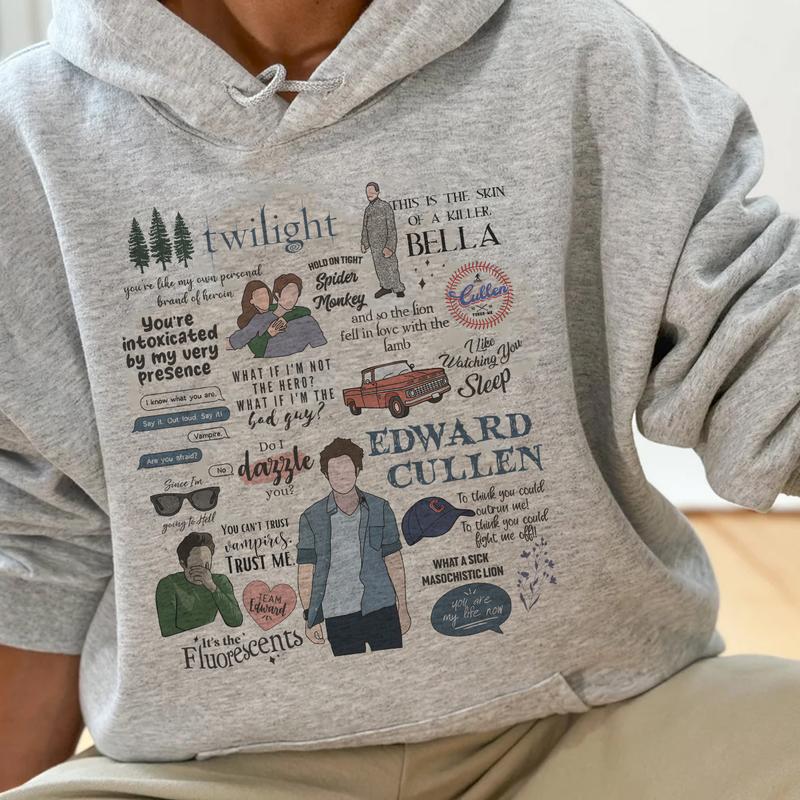 twilight
THIS IS THE SKIN
OF A KILLER,
BELLA
you're like my own personal
brand of heroin
HOLD ON TIGHT
Spider
Monkey
Cullen
You're
intoxicated
by my very
presence
and so the lion
fell in love with the
lamb
I Like
Watching You
Sleep
WHAT IF I'M NOT
THE HERO?
WHAT IF I'M THE
bad guy?
I know what you are.
Say it. Out loud. Say it!
Vampire.
Are you afraid?
No
Do I
dazzle
you?
EDWARD
CULLEN
Since I'm
going to Hell
YOU CAN'T TRUST
vampires.
TRUST ME.
C
To think you could
outrun me!
To think you could
fight me off!!
WHAT A SICK
MASOCHISTIC LION
TEAM
Edward
you are
my life now
It's the
Fluorescents